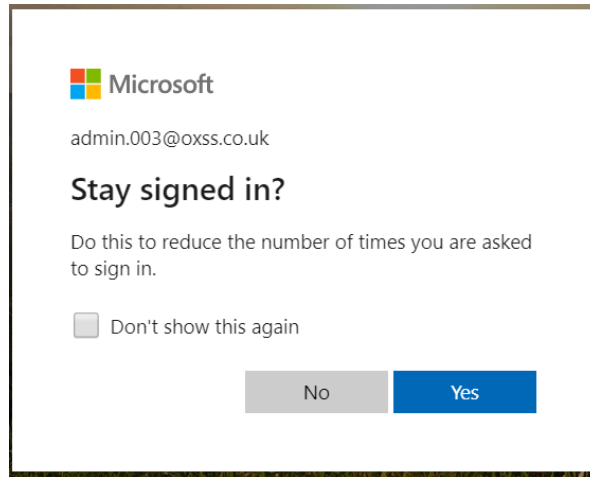 Microsoft
admin.003@oxss.co.uk
Stay signed in?
Do this to reduce the number of times you are asked
to sign in.
Don't show this again
No Yes